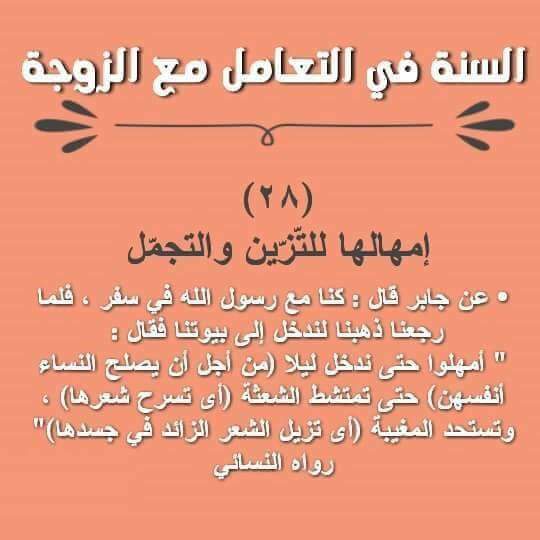 السنة في التعامل مع الزوجة
(٢٨)
إمهالها للتّزّين والتجمّل
• عن جابر قال : كنا مع رسول الله في سفر ، فلما
رجعنا ذهبنا لندخل إلى بيوتنا فقال :
" أمهلوا حتى ندخل ليلا (من أجل أن يصلح النساء
أنفسهن) حتى تمتشط الشعثة (أى تسرح شعرها) ،
وتستحد المغيبة (أى تزيل الشعر الزائد في جسدها)"
رواه النسائي